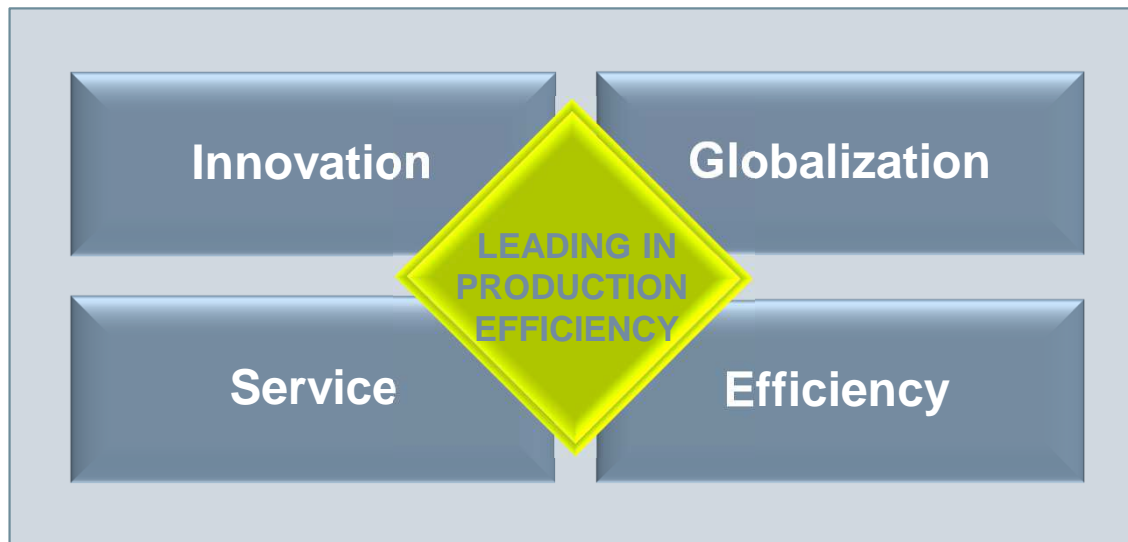 Innovation
Globalization
LEADING IN
PRODUCTION
EFFICIENCY
Service
Efficiency